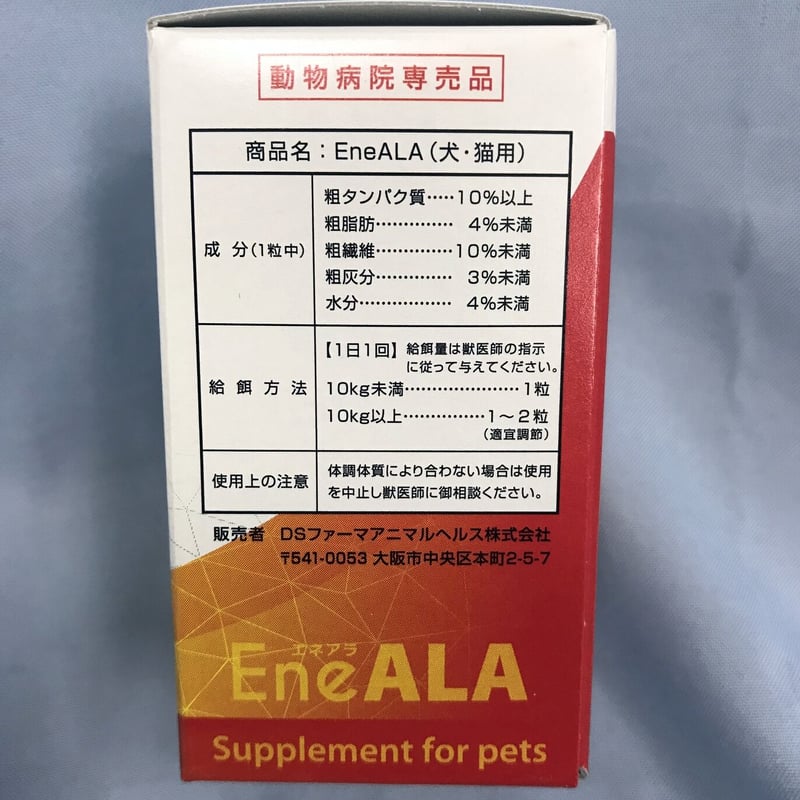 動物病院専売品
商品名：EneALA（犬・猫用）
成 分（1粒中）
粗タンパク質‥‥‥10%以上
粗脂肪‥‥‥‥‥‥‥ 4%未満
粗繊維‥‥‥‥‥‥‥10%未満
粗灰分‥‥‥‥‥‥‥ 3%未満
水分‥‥‥‥‥‥‥‥ 4%未満
給 餌 方 法
【1日1回】給餌量は獣医師の指示
に従って与えてください。
10kg未満‥‥‥‥‥‥‥‥1粒
10kg以上‥‥‥‥‥‥1～2粒
（適宜調節）
使用上の注意
体調体質により合わない場合は使用
を中止し獣医師に御相談ください。
販売者 DSファーマアニマルヘルス株式会社
〒541-0053 大阪市中央区本町2-5-7
エネアラ
EneALA
Supplement for pets